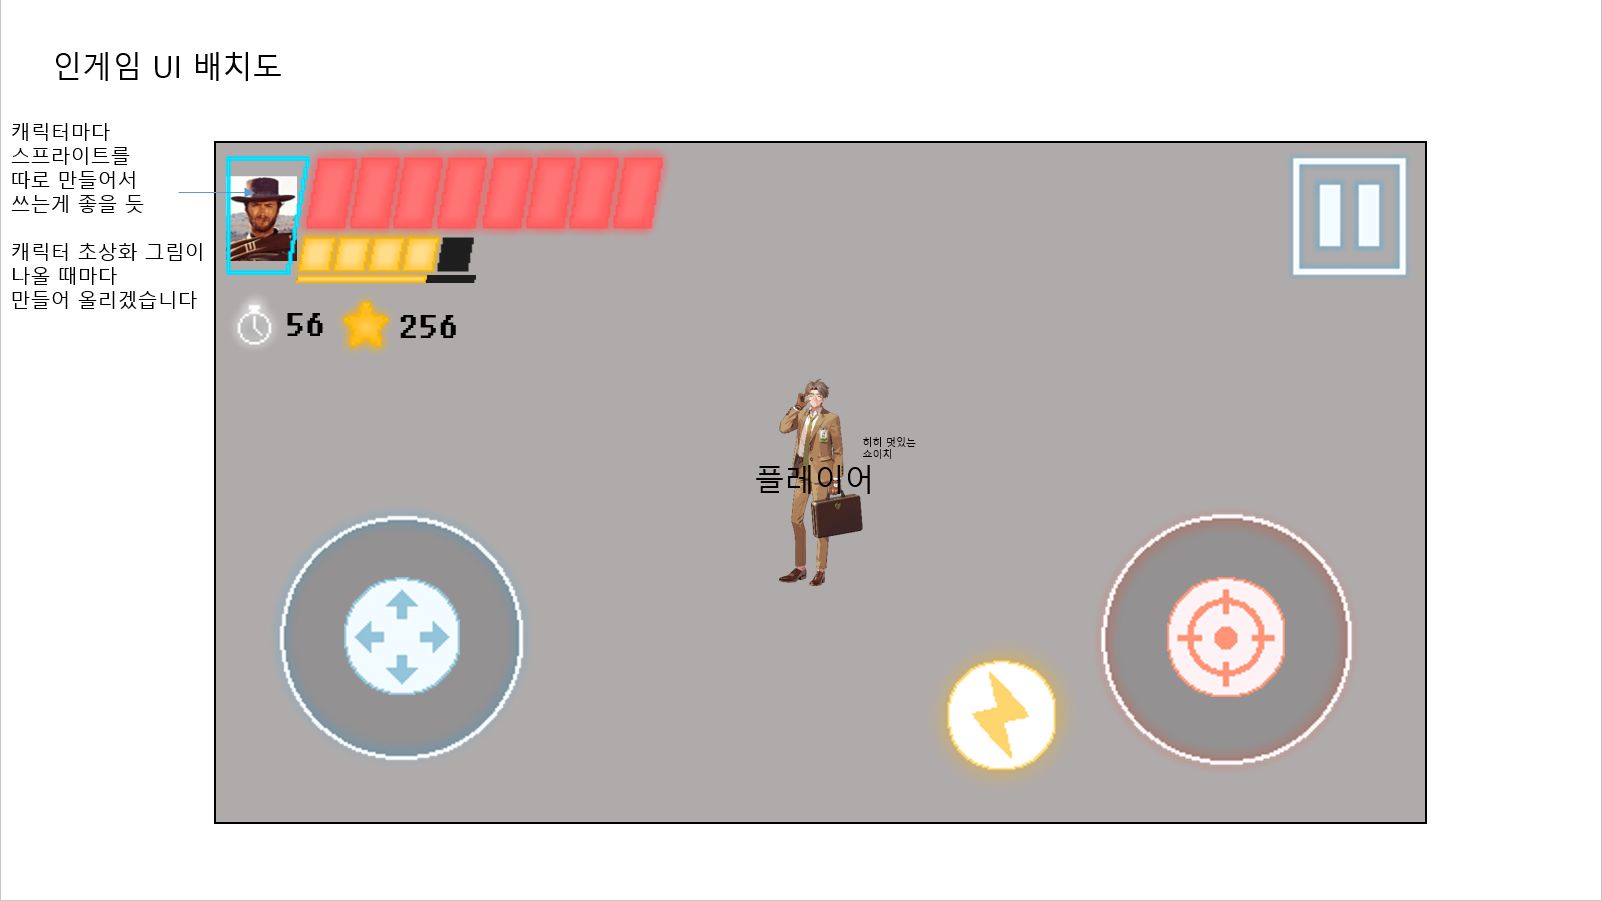 인게임 UI 배치도
캐릭터마다
스프라이트를
따로 만들어서
쓰는게 좋을 듯
캐릭터 초상화 그림이
나올 때마다
만들어 올리겠습니다
56
256
히히 멋있는
쇼이치
플레이어